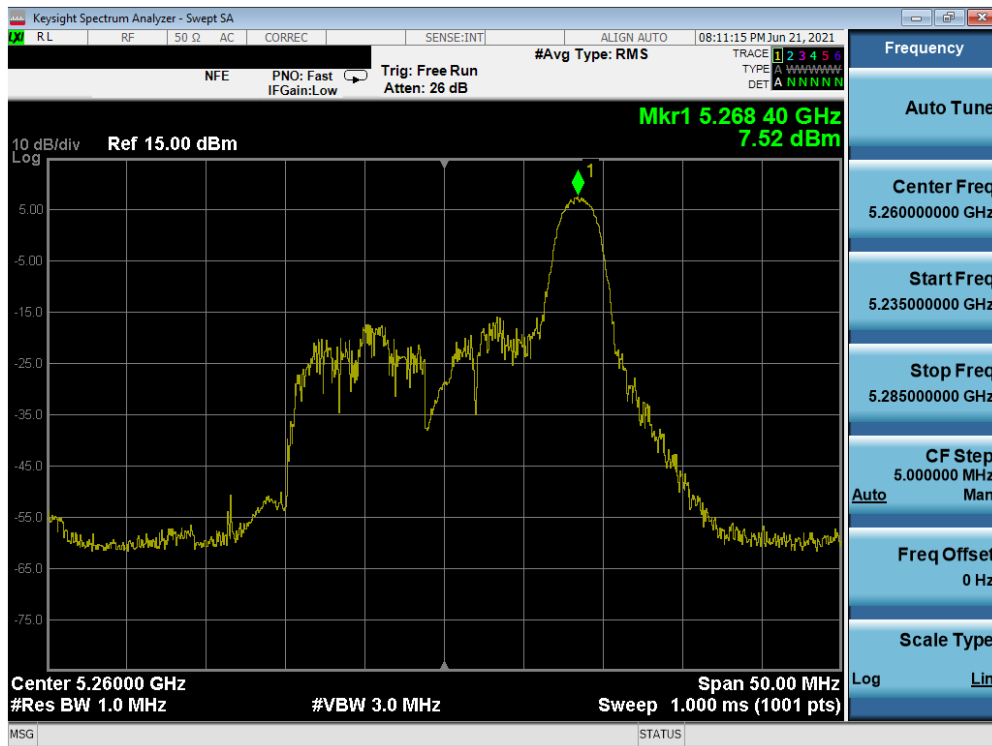 Keysight Spectrum Analyzer - Swept SA
LXI RL RF 50 Ω AC CORREC SENSE:INT ALIGN AUTO 08:11:15 PM Jun 21, 2021
#Avg Type: RMS
TRACE 1 2 3 4 5 6
TYPE A WWWWW
DET A N N N N N
NFE
PNO: Fast
IFGain:Low
Trig: Free Run
Atten: 26 dB
Mkr1 5.268 40 GHz
7.52 dBm
10 dB/div
Log
Ref 15.00 dBm
1
5.00
-5.00
-15.0
-25.0
-35.0
-45.0
-55.0
-65.0
-75.0
Center 5.26000 GHz
Span 50.00 MHz
#Res BW 1.0 MHz
#VBW 3.0 MHz
Sweep 1.000 ms (1001 pts)
MSG
STATUS
Frequency
Auto Tune
Center Freq
5.260000000 GHz
Start Freq
5.235000000 GHz
Stop Freq
5.285000000 GHz
CF Step
5.000000 MHz
Auto Man
Freq Offset
0 Hz
Scale Type
Log Lin